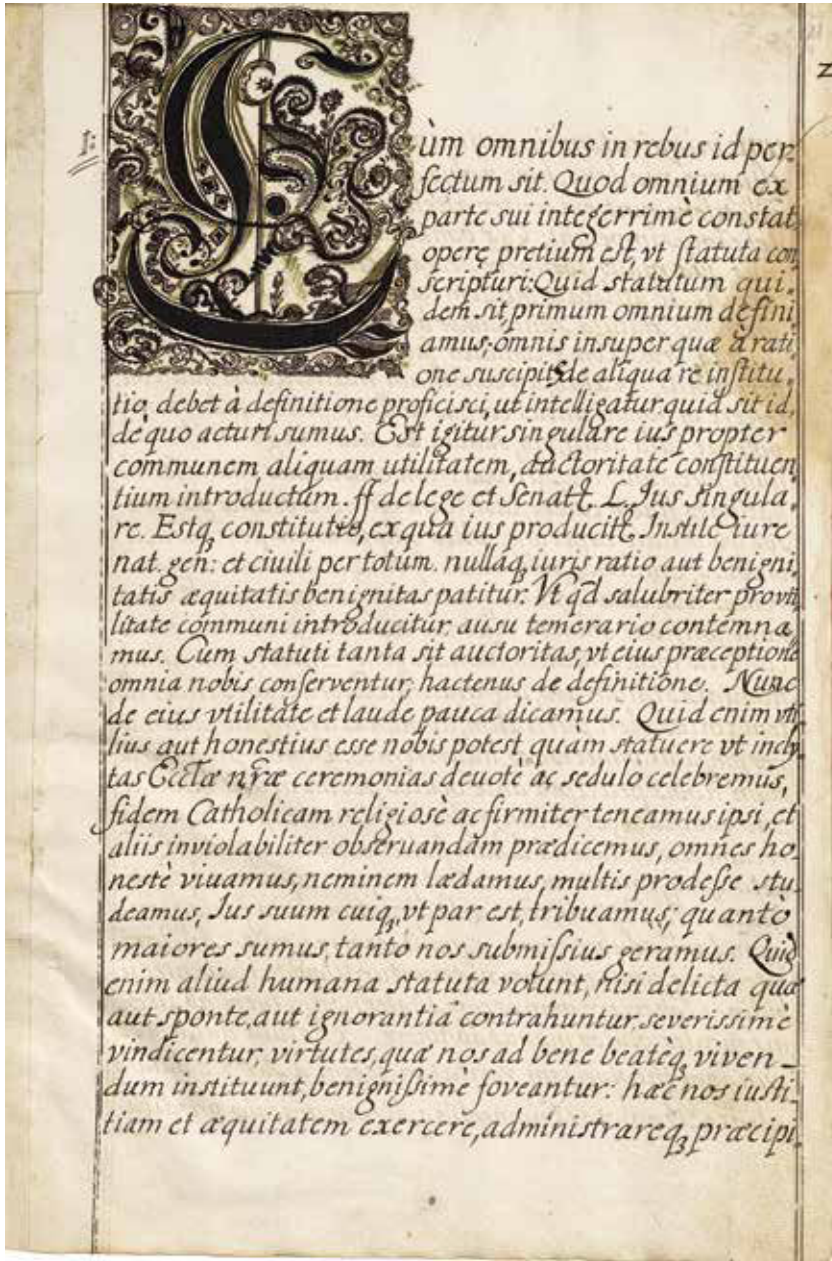 Cùm omnibus in rebus id per-
fectum sit. Quod omnium ex
parte sui integerrimè constat,
operę pretium est, vt statuta con
scripturi: Quid statutum qui-
dem sit, primum omnium defini
amus; omnis insuper quæ à rati
one suscipit de aliqua re institu-
tio, debet à definitione proficisci, ut intelligatur quid sit id,
de quo acturi sumus. Est igitur singulare ius propter
communem aliquam utilitatem, auctoritate constituen
tium introductum. ff de lege et Senatt. L. Jus singula-
re. Estq; constitutio, ex qua ius producitt. Instit iure
nat. gen: et ciuili per totum. nullaq; iuris ratio aut benigni
tatis æquitatis benignitas patitur. Vt qd salubriter pro vti
litate communi introducitur, ausu temerario contemna
mus. Cum statuti tanta sit auctoritas, vt eius præceptione
omnia nobis conserventur; hactenus de definitione. Nunc
de eius vtilitate et laude pauca dicamus. Quid enim vti
lius aut honestius esse nobis potest quàm statuere vt incly
tas Ecclæ nræ ceremonias deuotè ac sedulò celebremus,
fidem Catholicam religiosè ac firmiter teneamus ipsi, et
aliis inviolabiliter obseruandam prædicemus, omnes ho
nestè viuamus, neminem lædamus, multis prodesse stu
deamus, Jus suum cuiq; vt par est, tribuamus; quantò
maiores sumus, tantò nos submissius geramus. Quid
enim aliud humana statuta volunt, nisi delicta quæ
aut sponte, aut ignorantia contrahuntur severissimè
vindicentur, virtutes, quæ nos ad bene beatèq; viven-
dum instituunt, benignissimè foveantur: hæc nos iusti
tiam et æquitatem exercere, administrareq; præcipi